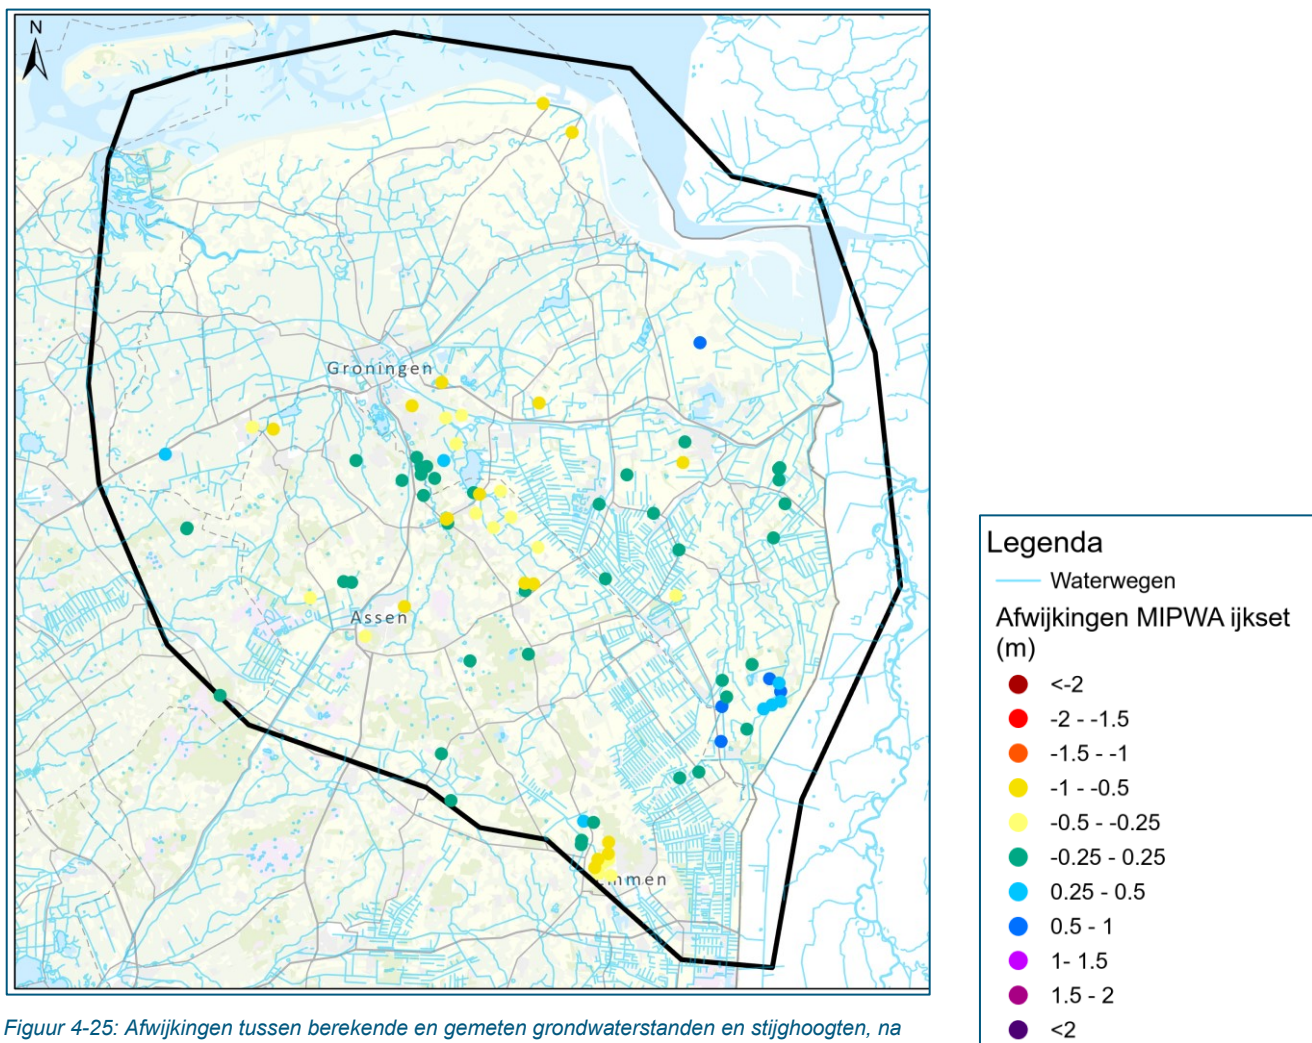 N
Groningen
Assen
mmen
Legenda
Waterwegen
Afwijkingen MIPWA ijkset
(m)
<-2
-2 - -1.5
-1.5 - -1
-1 - -0.5
-0.5 - -0.25
-0.25 - 0.25
0.25 - 0.5
0.5 - 1
1- 1.5
1.5 - 2
<2
Figuur 4-25: Afwijkingen tussen berekende en gemeten grondwaterstanden en stijghoogten, na